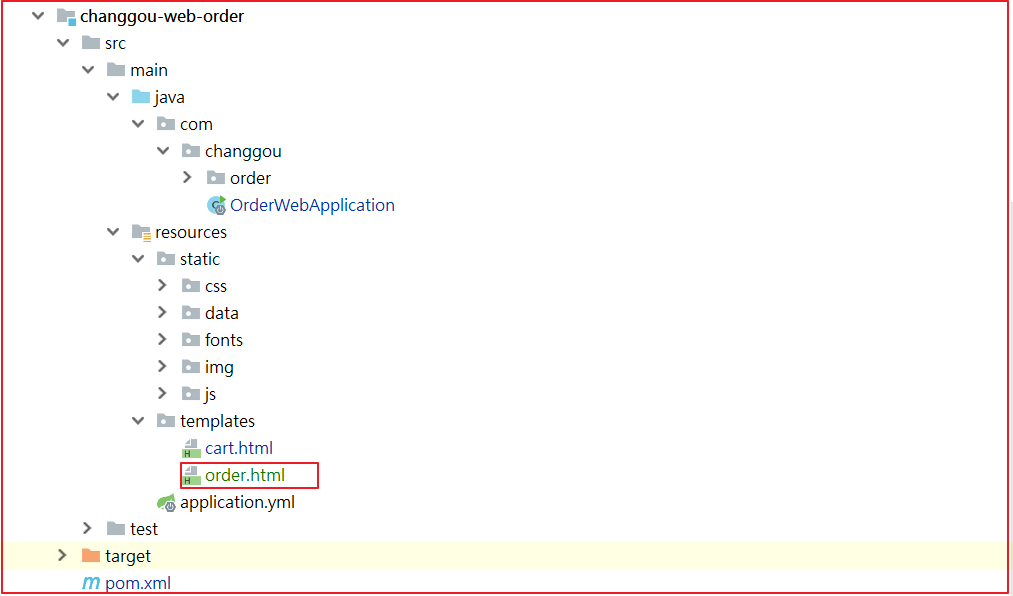 changgou-web-order
src
main
java
com
changgou
order
OrderWebApplication
resources
static
css
data
fonts
img
js
templates
cart.html
order.html
application.yml
test
target
pom.xml